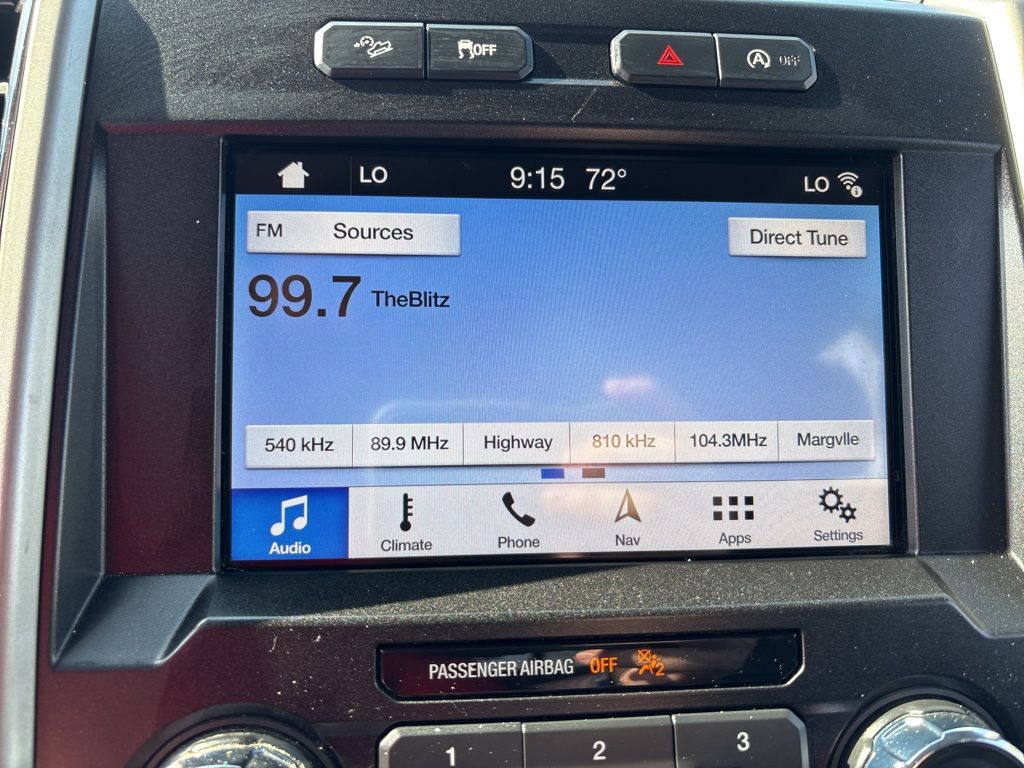 OFF
A OFF
LO 9:15 72° LO
FM Sources Direct Tune
99.7 TheBlitz
540 kHz 89.9 MHz Highway 810 kHz 104.3MHz Margvlle
Audio Climate Phone Nav Apps Settings
PASSENGER AIRBAG OFF 2
1 2 3